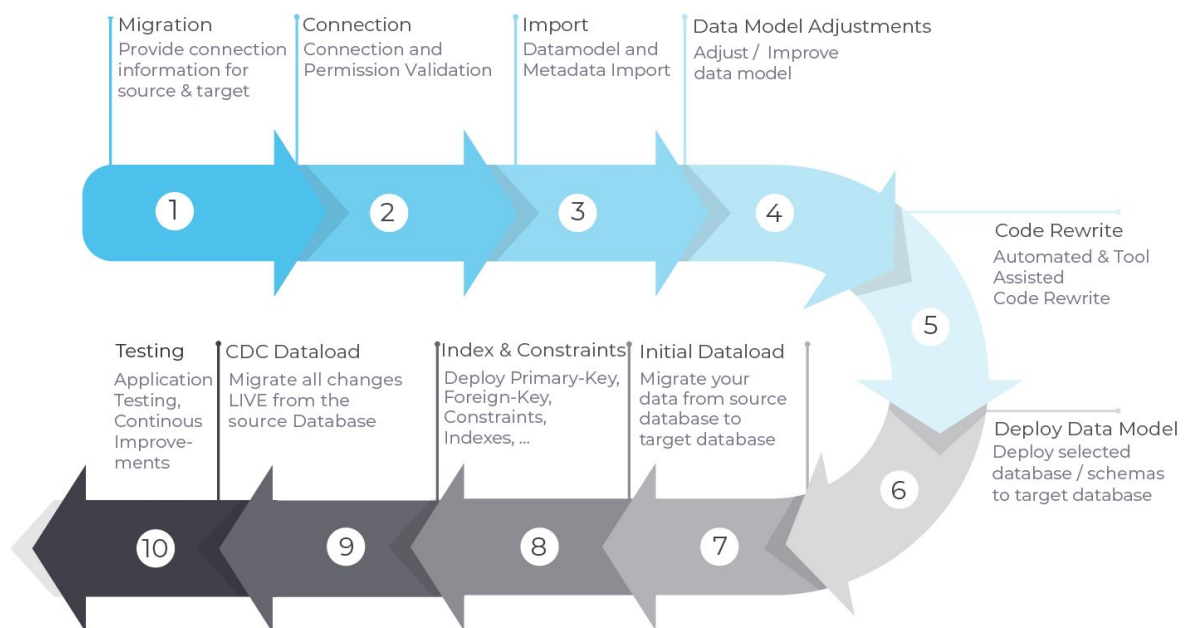 Migration
Provide connection
information for
source & target
Connection
Connection and
Permission Validation
Import
Datamodel and
Metadata Import
Data Model Adjustments
Adjust / Improve
data model
1
2
3
4
Code Rewrite
Automated & Tool
Assisted
Code Rewrite
5
Deploy Data Model
Deploy selected
database / schemas
to target database
6
Initial Dataload
Migrate your
data from source
database to
target database
7
Index & Constraints
Deploy Primary-Key,
Foreign-Key,
Constraints,
Indexes, ...
8
CDC Dataload
Migrate all changes
LIVE from the
source Database
9
Testing
Application
Testing,
Continous
Improve-
ments
10